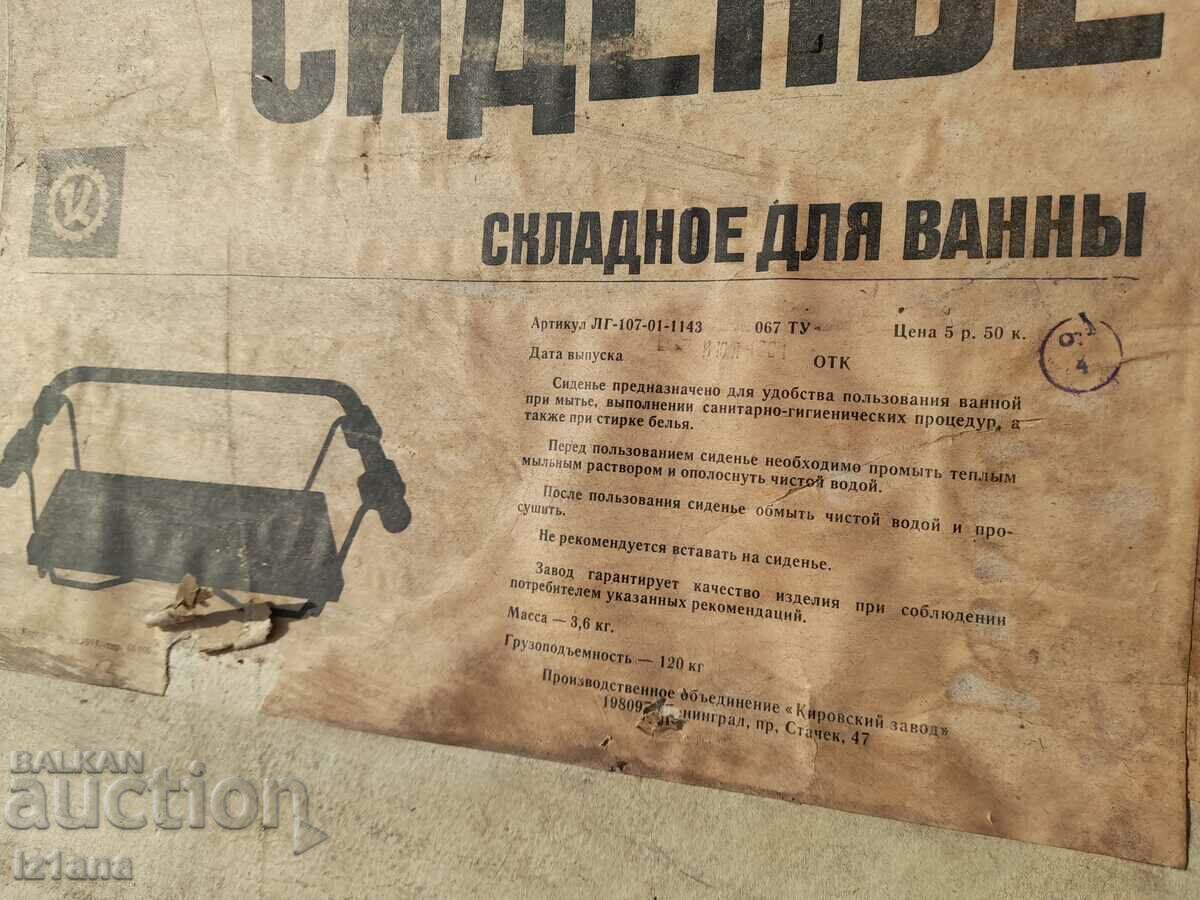 СИДЕНЬЕ
СКЛАДНОЕ ДЛЯ ВАННЫ
Артикул ЛГ-107-01-1143 067 ТУ Цена 5 р. 50 к.
Дата выпуска ОТК
4
Сиденье предназначено для удобства пользования ванной
при мытье, выполнении санитарно-гигиенических процедур, а
также при стирке белья.
Перед пользованием сиденье необходимо промыть теплым
мыльным раствором и ополоснуть чистой водой.
После пользования сиденье обмыть чистой водой и про-
сушить.
Не рекомендуется вставать на сиденье.
Завод гарантирует качество изделия при соблюдении
потребителем указанных рекомендаций.
Масса — 3,6 кг.
Грузоподъемность — 120 кг
Производственное объединение «Кировский завод»
пр, Стачек, 47
BALKAN
auction
iz1ana